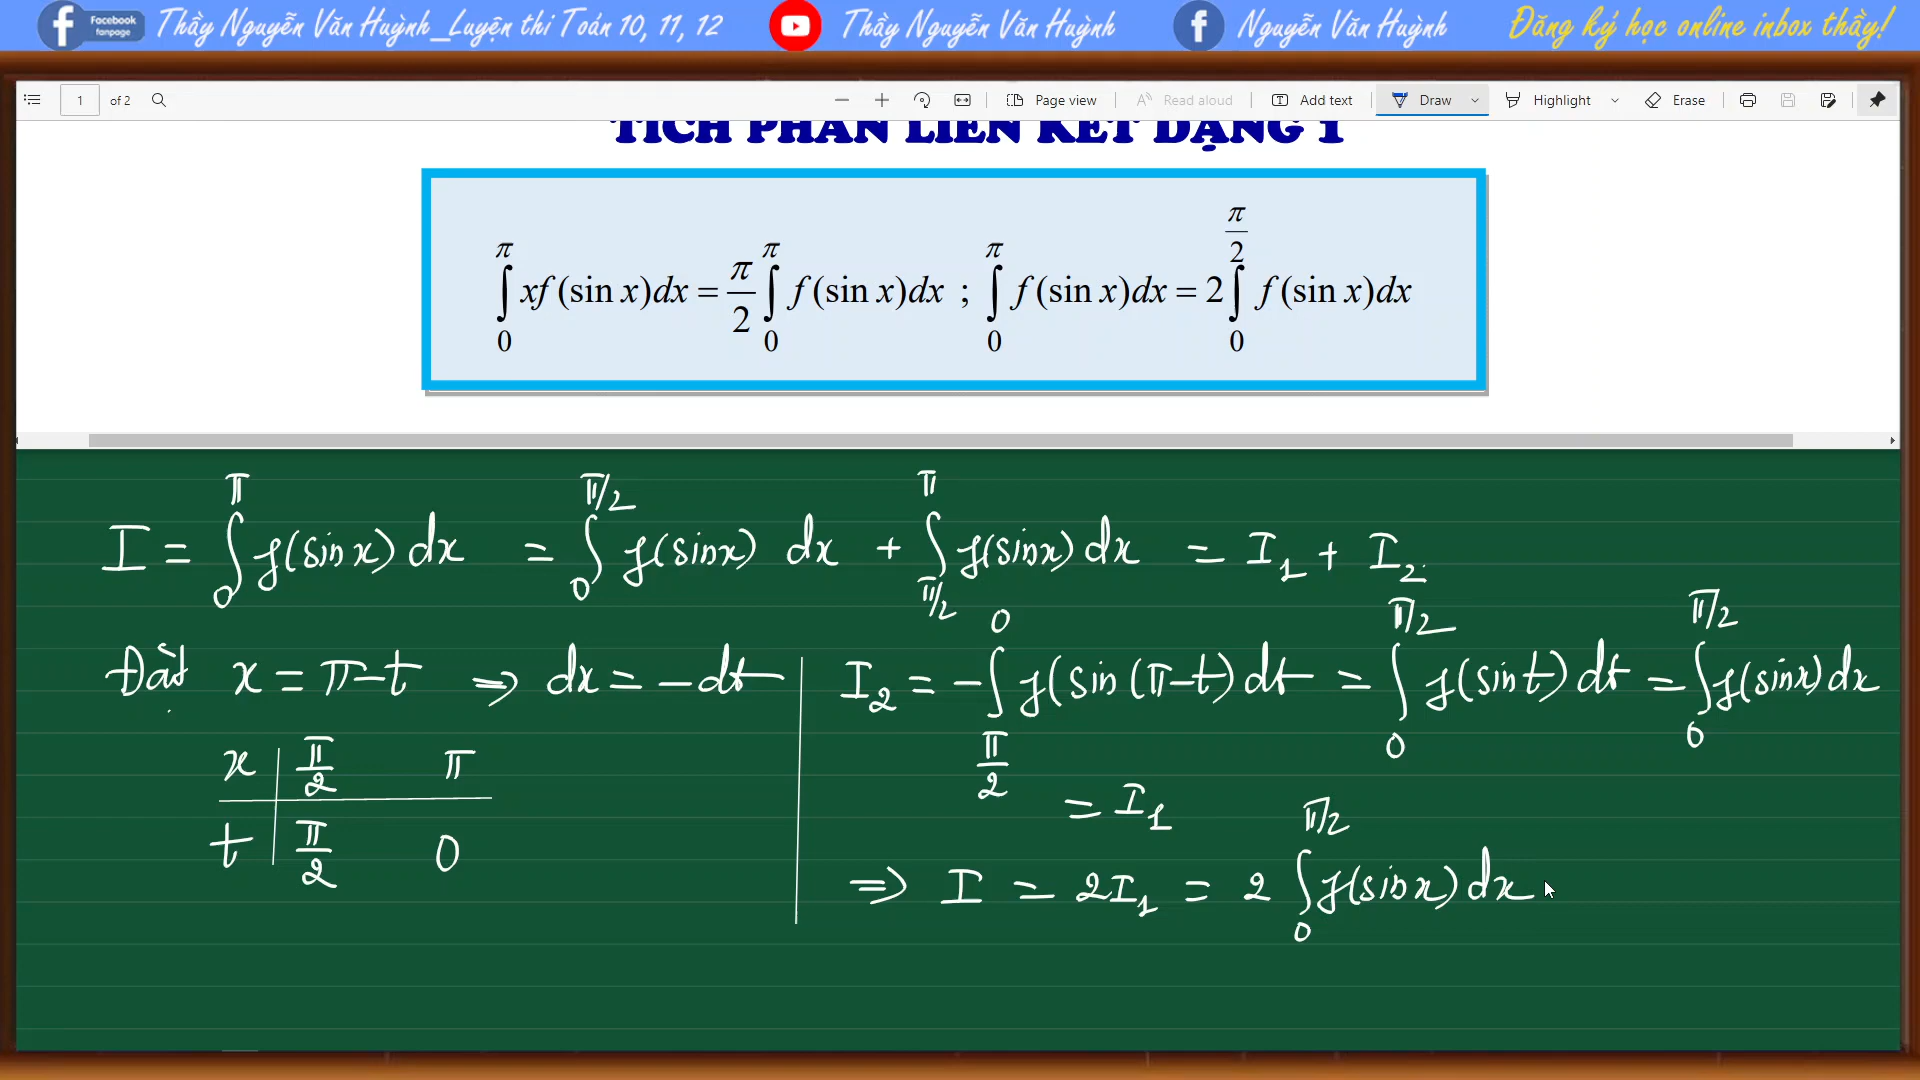 Facebook fanpage Thầy Nguyễn Văn Huỳnh_Luyện thi Toán 10, 11, 12 Thầy Nguyễn Văn Huỳnh Nguyễn Văn Huỳnh Đăng ký học online inbox thầy!
1 of 2 Page view Read aloud Add text Draw Highlight Erase
TÍCH PHÂN LIÊN KẾT DẠNG 1
∫₀^π xf(sin x)dx = π/2 ∫₀^π f(sin x)dx ; ∫₀^π f(sin x)dx = 2∫₀^(π/2) f(sin x)dx
I = ∫₀^π f(sin x) dx = ∫₀^(π/2) f(sin x) dx + ∫_(π/2)^π f(sin x) dx = I₁ + I₂.
Đặt x = π-t => dx = -dt
I₂ = -∫_(π/2)^0 f(sin(π-t) dt = ∫₀^(π/2) f(sin t) dt = ∫₀^(π/2) f(sin x) dx
x | π/2 π
t | π/2 0
= I₁
=> I = 2I₁ = 2 ∫₀^(π/2) f(sin x) dx